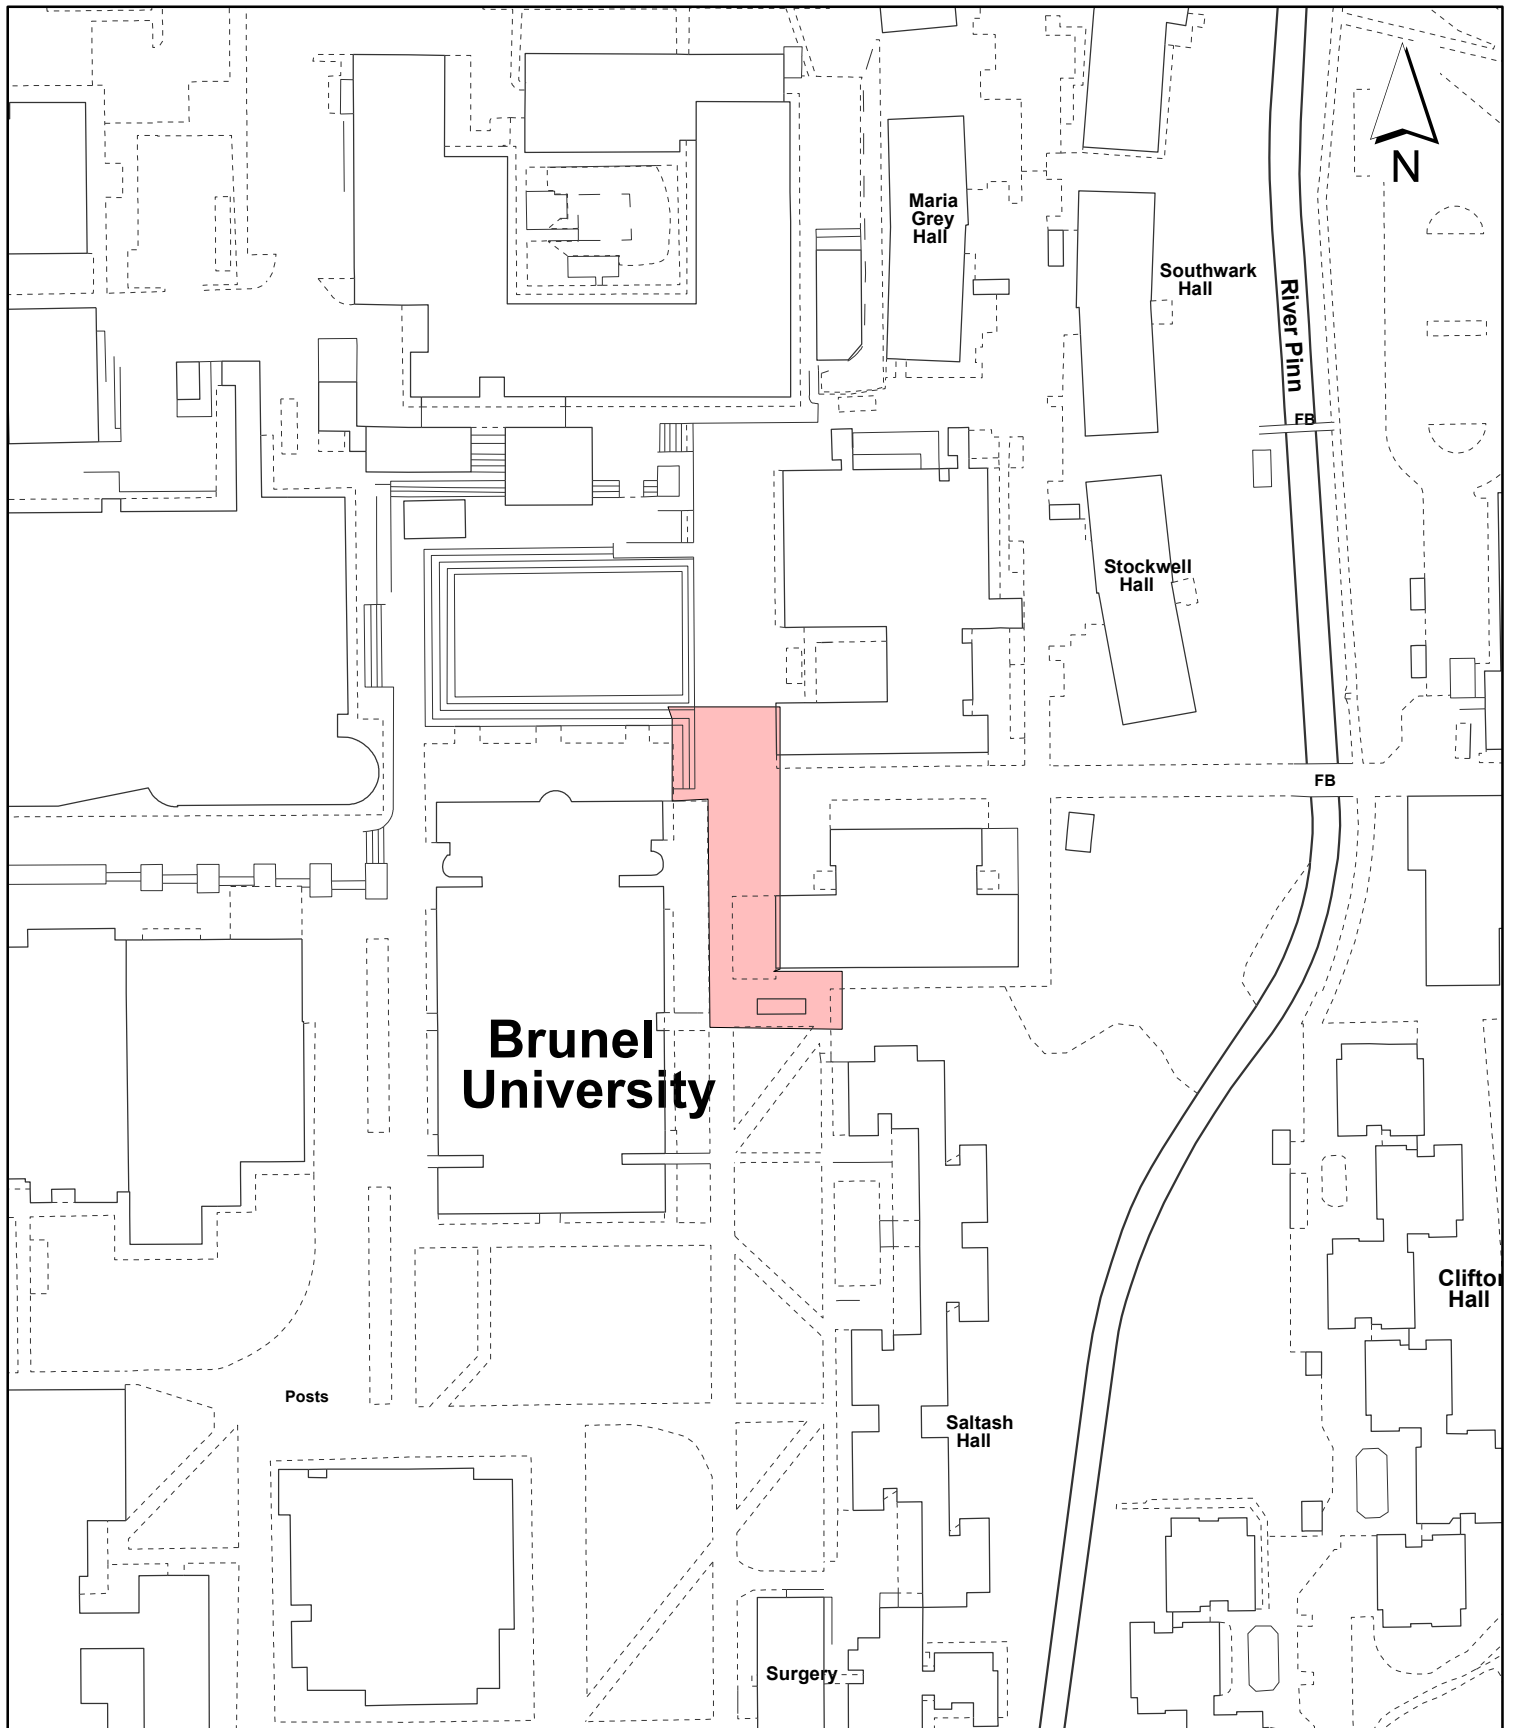 N
Maria
Grey
Hall
Southwark
Hall
River Pinn
FB
Stockwell
Hall
FB
Brunel
University
Clifton
Hall
Posts
Saltash
Hall
Surgery